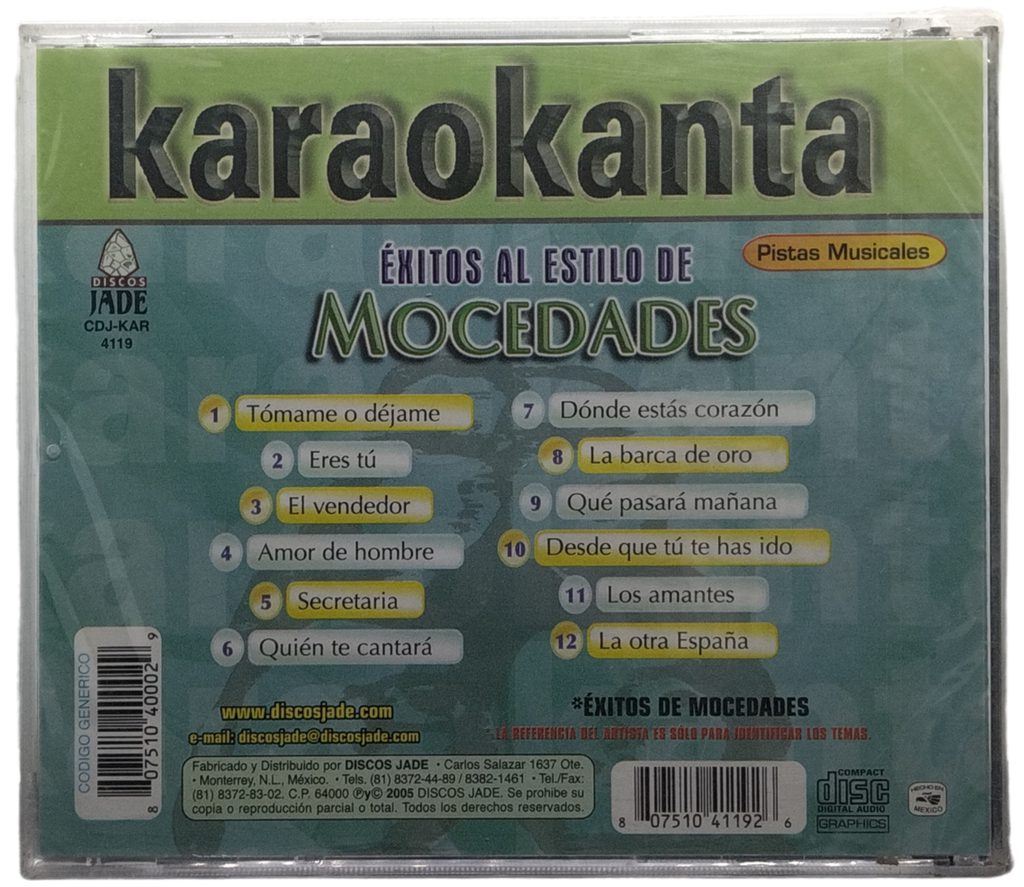 karaokanta
DISCOS
JADE
CDJ-KAR
4119
ÉXITOS AL ESTILO DE
MOCEDADES
Pistas Musicales
1 Tómame o déjame
2 Eres tú
3 El vendedor
4 Amor de hombre
5 Secretaria
6 Quién te cantará
7 Dónde estás corazón
8 La barca de oro
9 Qué pasará mañana
10 Desde que tú te has ido
11 Los amantes
12 La otra España
CODIGO GENERICO
8 07510 40002 9
www.discosjade.com
e-mail: discosjade@discosjade.com
*ÉXITOS DE MOCEDADES
LA REFERENCIA DEL ARTISTA ES SÓLO PARA IDENTIFICAR LOS TEMAS.
Fabricado y Distribuido por DISCOS JADE • Carlos Salazar 1637 Ote.
• Monterrey, N.L., México. • Tels. (81) 8372-44-89 / 8382-1461 • Tel./Fax:
(81) 8372-83-02. C.P. 64000 ℗y© 2005 DISCOS JADE. Se prohibe su
copia o reproducción parcial o total. Todos los derechos reservados.
8 07510 41192 6
COMPACT
disc
DIGITAL AUDIO
GRAPHICS
HECHO EN
MEXICO